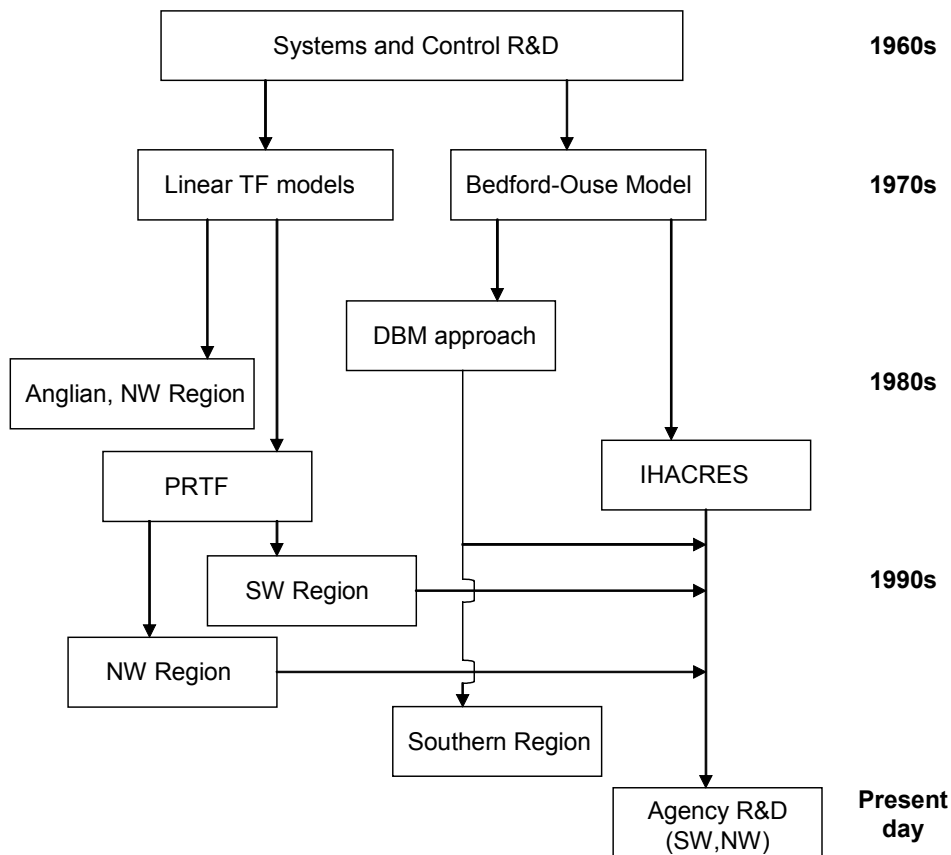 Systems and Control R&D
1960s
Linear TF models
Bedford-Ouse Model
1970s
DBM approach
Anglian, NW Region
1980s
PRTF
IHACRES
SW Region
1990s
NW Region
Southern Region
Agency R&D
(SW,NW)
Present
day